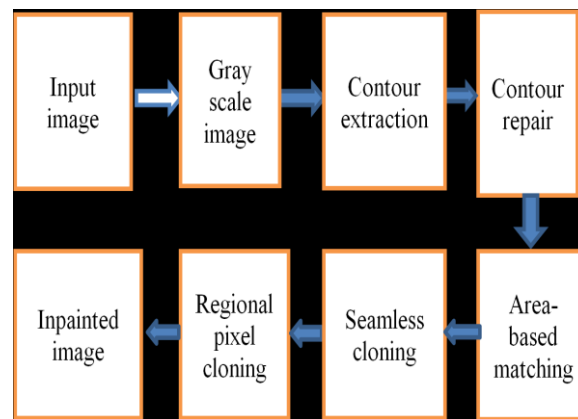 Input
image
Gray
scale
image
Contour
extraction
Contour
repair
Area-
based
matching
Seamless
cloning
Regional
pixel
cloning
Inpainted
image